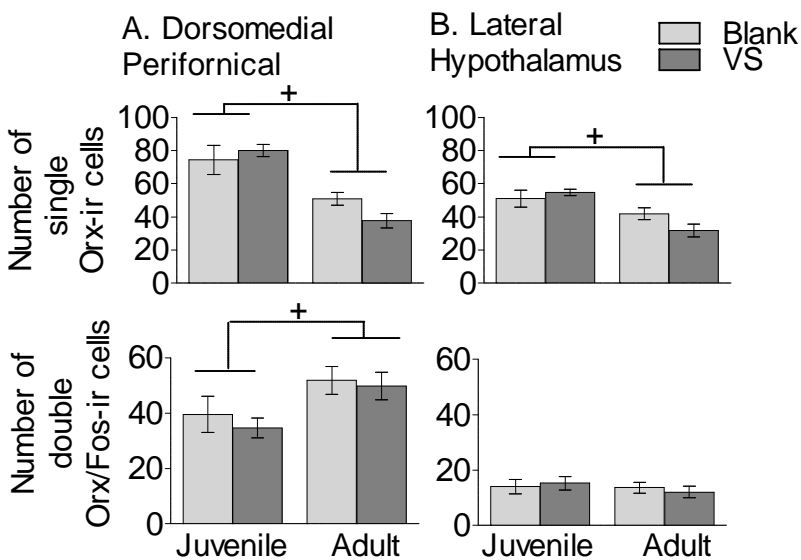 A. Dorsomedial
Perifornical
B. Lateral
Hypothalamus
Blank
VS
Number of
single
Orx-ir cells
100
80
60
40
20
0
+
100
80
60
40
20
0
+
Number of
double
Orx/Fos-ir cells
60
40
20
0
+
60
40
20
0
Juvenile Adult
Juvenile Adult